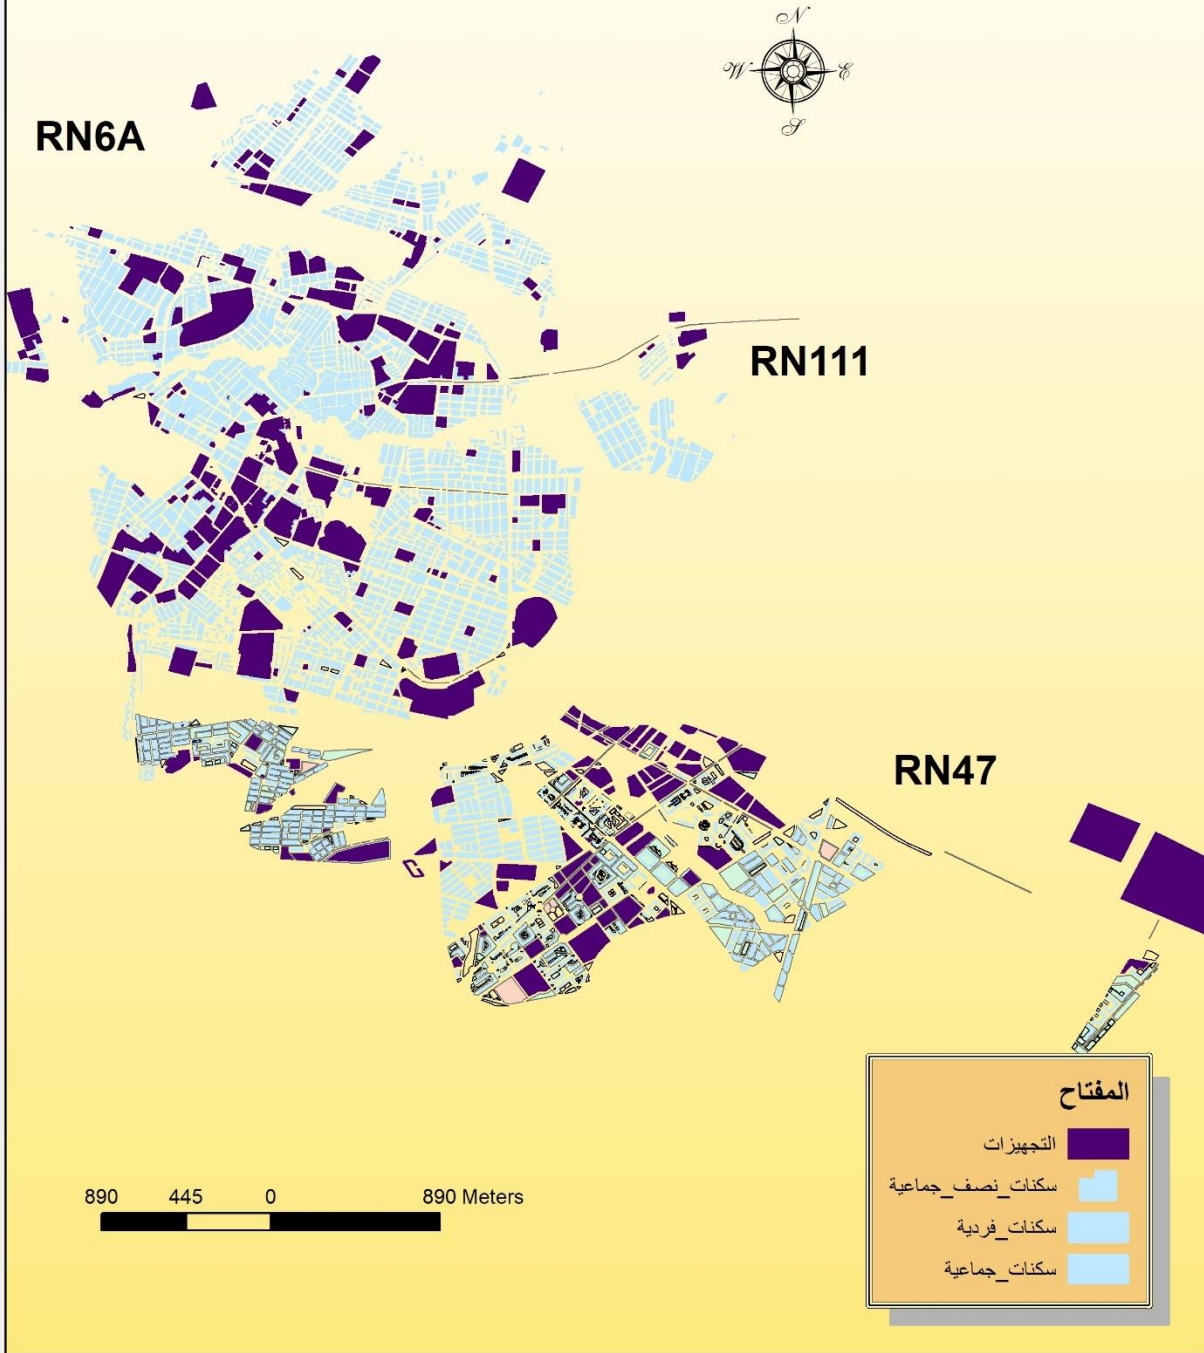 N
W E
S
RN6A
RN111
RN47
المفتاح
التجهيزات
سكنات_نصف_جماعية
سكنات_فردية
سكنات_جماعية
890 445 0 890 Meters